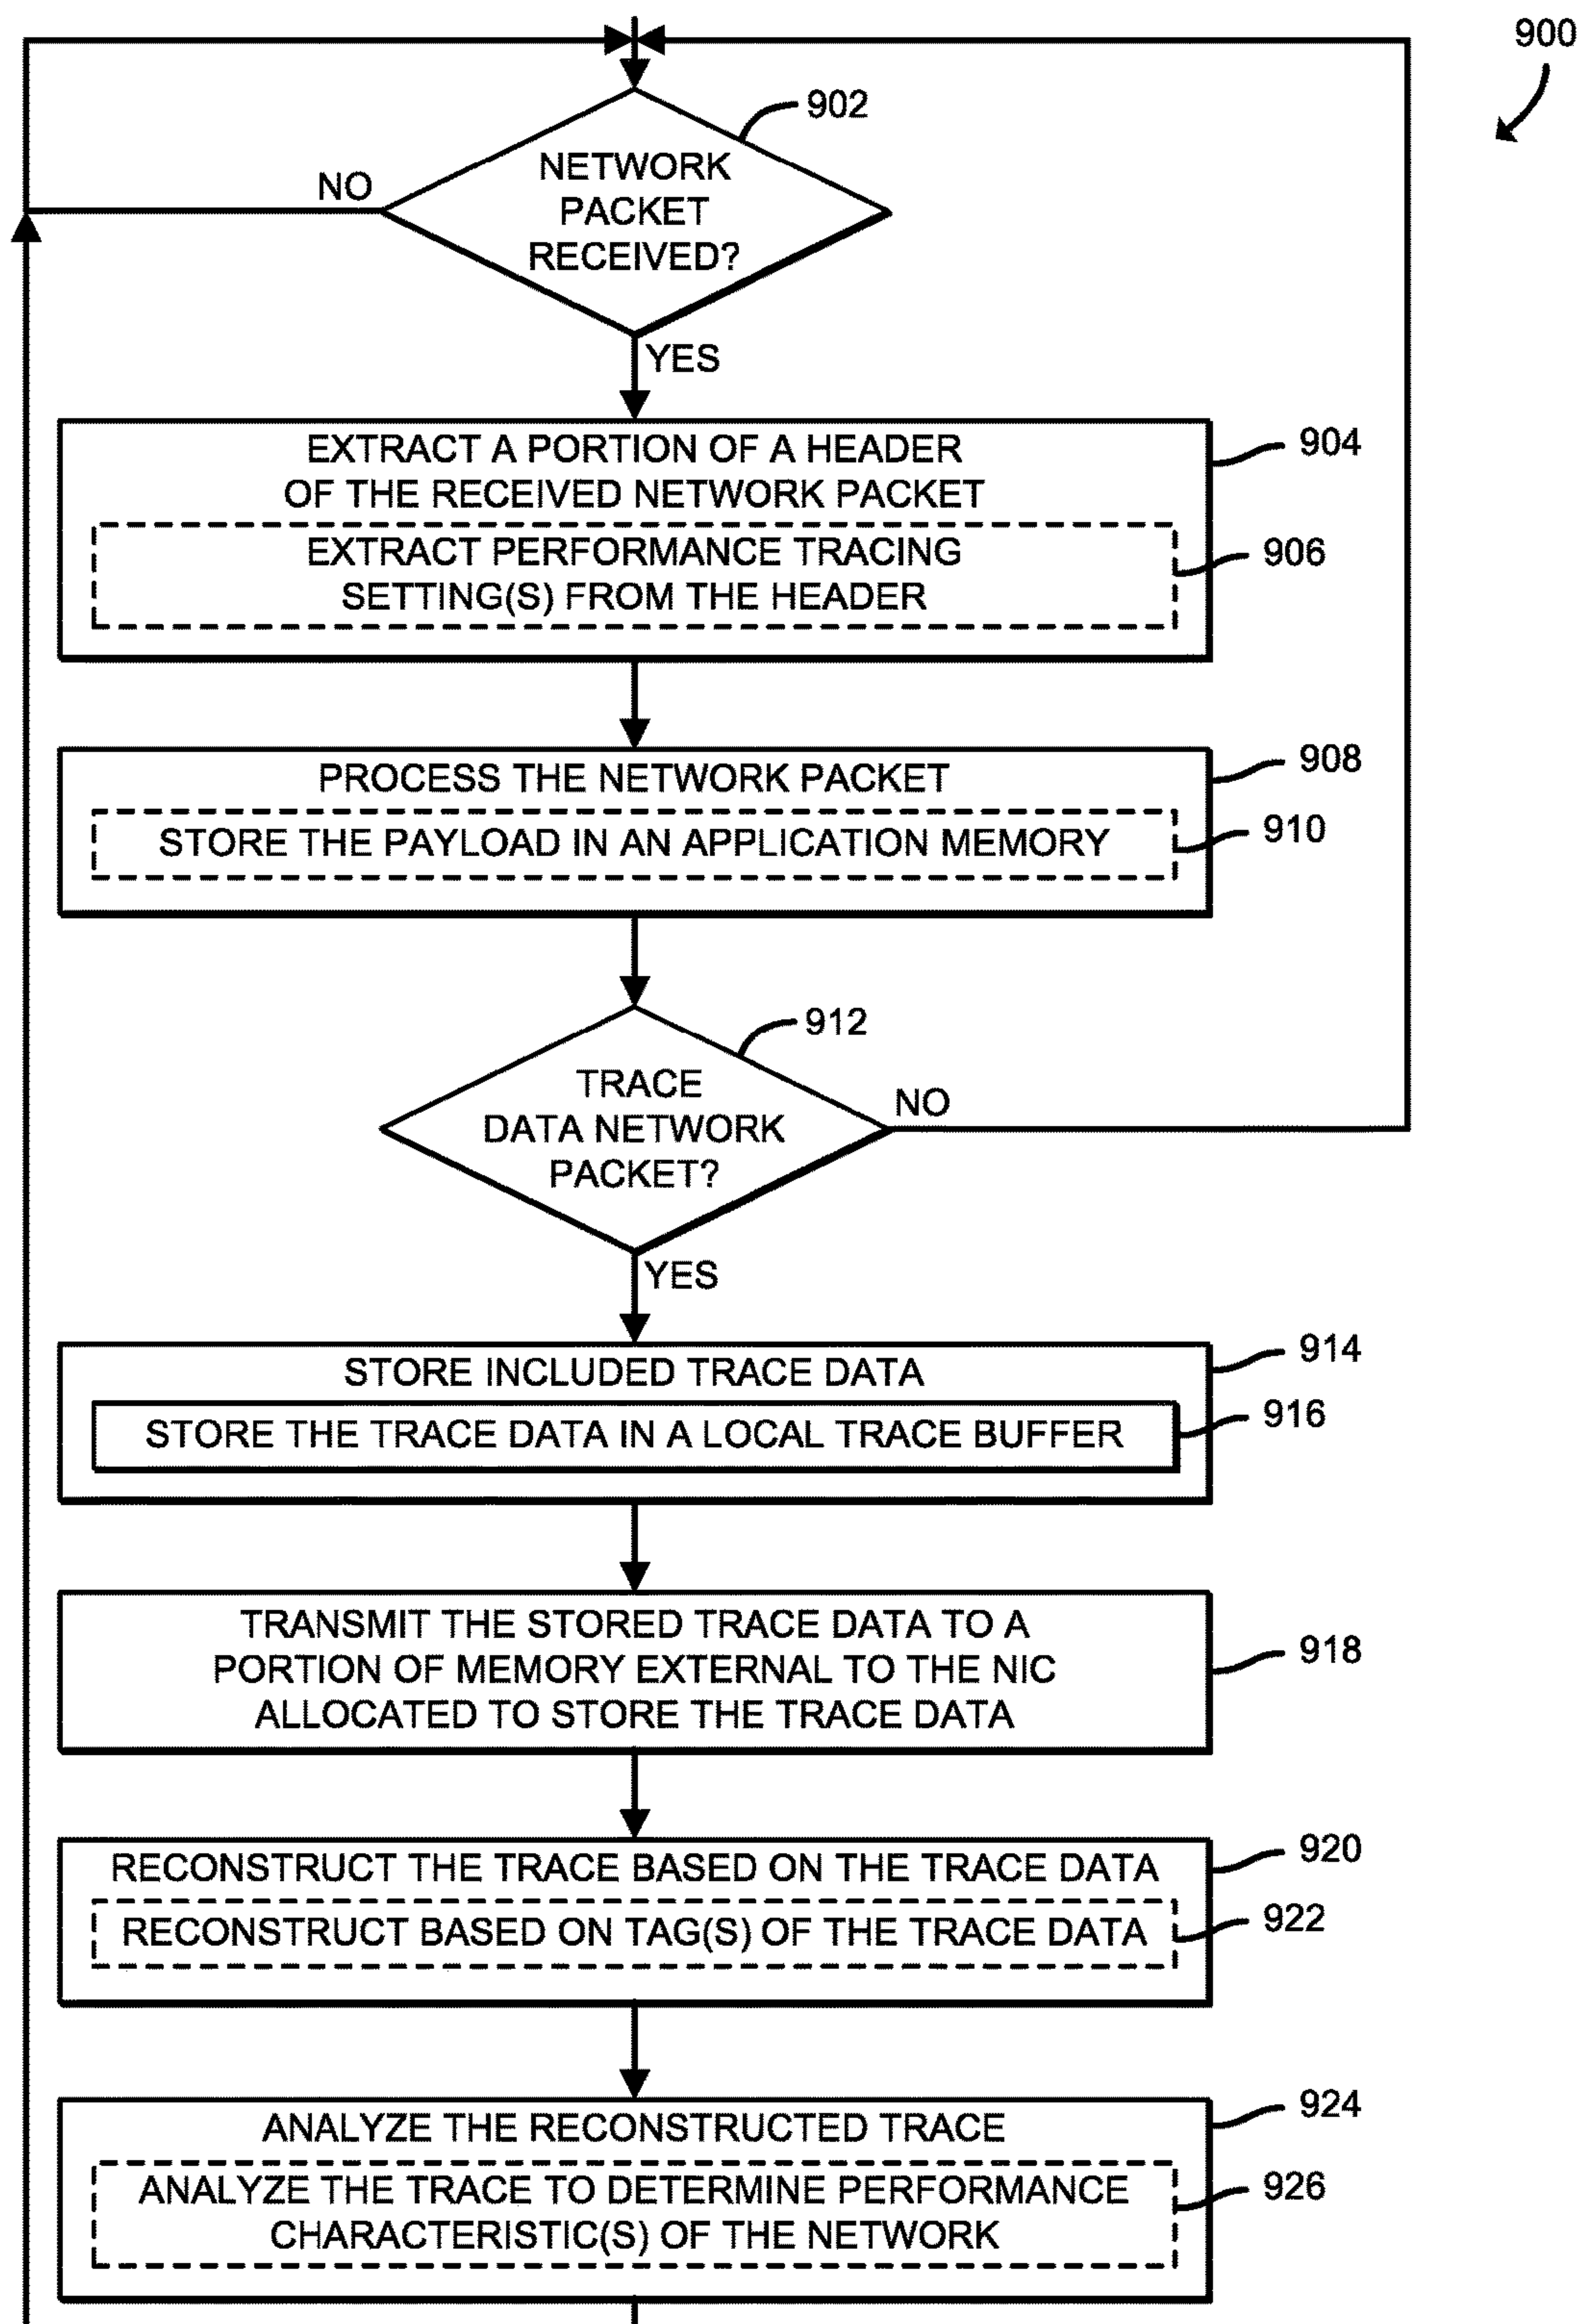 900
902
NETWORK
PACKET
RECEIVED?
NO
YES
EXTRACT A PORTION OF A HEADER
OF THE RECEIVED NETWORK PACKET
904
EXTRACT PERFORMANCE TRACING
SETTING(S) FROM THE HEADER
906
PROCESS THE NETWORK PACKET
908
STORE THE PAYLOAD IN AN APPLICATION MEMORY
910
912
TRACE
DATA NETWORK
PACKET?
NO
YES
STORE INCLUDED TRACE DATA
914
STORE THE TRACE DATA IN A LOCAL TRACE BUFFER
916
TRANSMIT THE STORED TRACE DATA TO A
PORTION OF MEMORY EXTERNAL TO THE NIC
ALLOCATED TO STORE THE TRACE DATA
918
RECONSTRUCT THE TRACE BASED ON THE TRACE DATA
920
RECONSTRUCT BASED ON TAG(S) OF THE TRACE DATA
922
ANALYZE THE RECONSTRUCTED TRACE
924
ANALYZE THE TRACE TO DETERMINE PERFORMANCE
CHARACTERISTIC(S) OF THE NETWORK
926